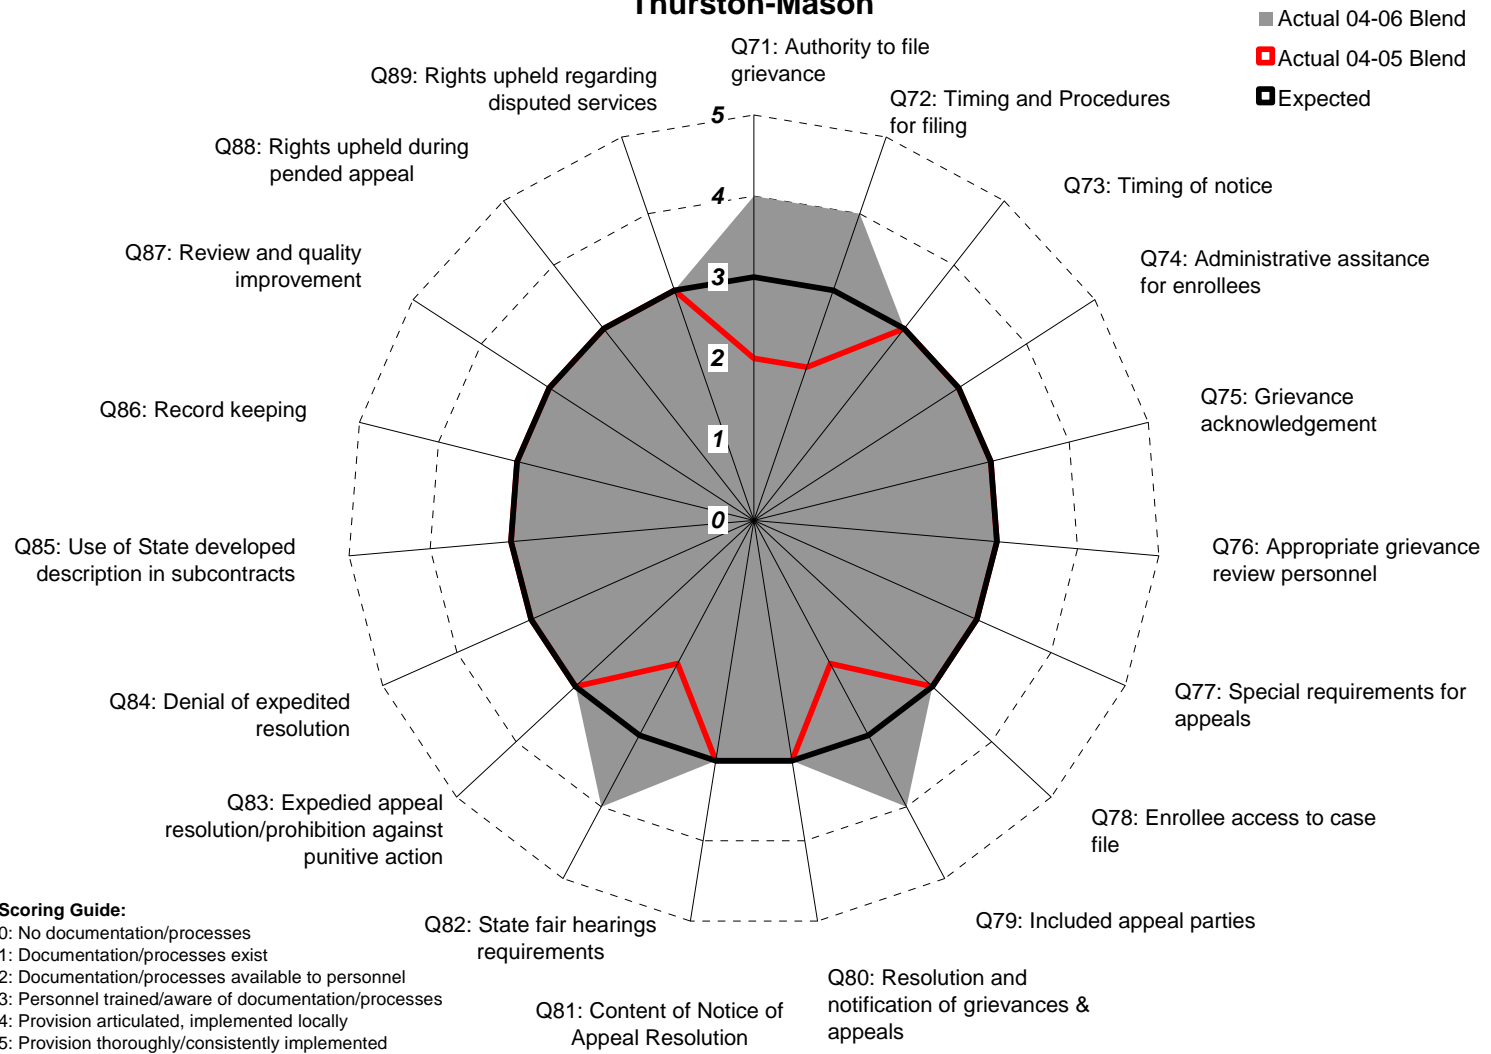 Thurston-Mason
Actual 04-06 Blend
Actual 04-05 Blend
Expected
Q71: Authority to file
grievance
Q72: Timing and Procedures
for filing
Q73: Timing of notice
Q74: Administrative assitance
for enrollees
Q75: Grievance
acknowledgement
Q76: Appropriate grievance
review personnel
Q77: Special requirements for
appeals
Q78: Enrollee access to case
file
Q79: Included appeal parties
Q80: Resolution and
notification of grievances &
appeals
Q81: Content of Notice of
Appeal Resolution
Q82: State fair hearings
requirements
Q83: Expedied appeal
resolution/prohibition against
punitive action
Q84: Denial of expedited
resolution
Q85: Use of State developed
description in subcontracts
Q86: Record keeping
Q87: Review and quality
improvement
Q88: Rights upheld during
pended appeal
Q89: Rights upheld regarding
disputed services
5
4
3
2
1
0
Scoring Guide:
0: No documentation/processes
1: Documentation/processes exist
2: Documentation/processes available to personnel
3: Personnel trained/aware of documentation/processes
4: Provision articulated, implemented locally
5: Provision thoroughly/consistently implemented